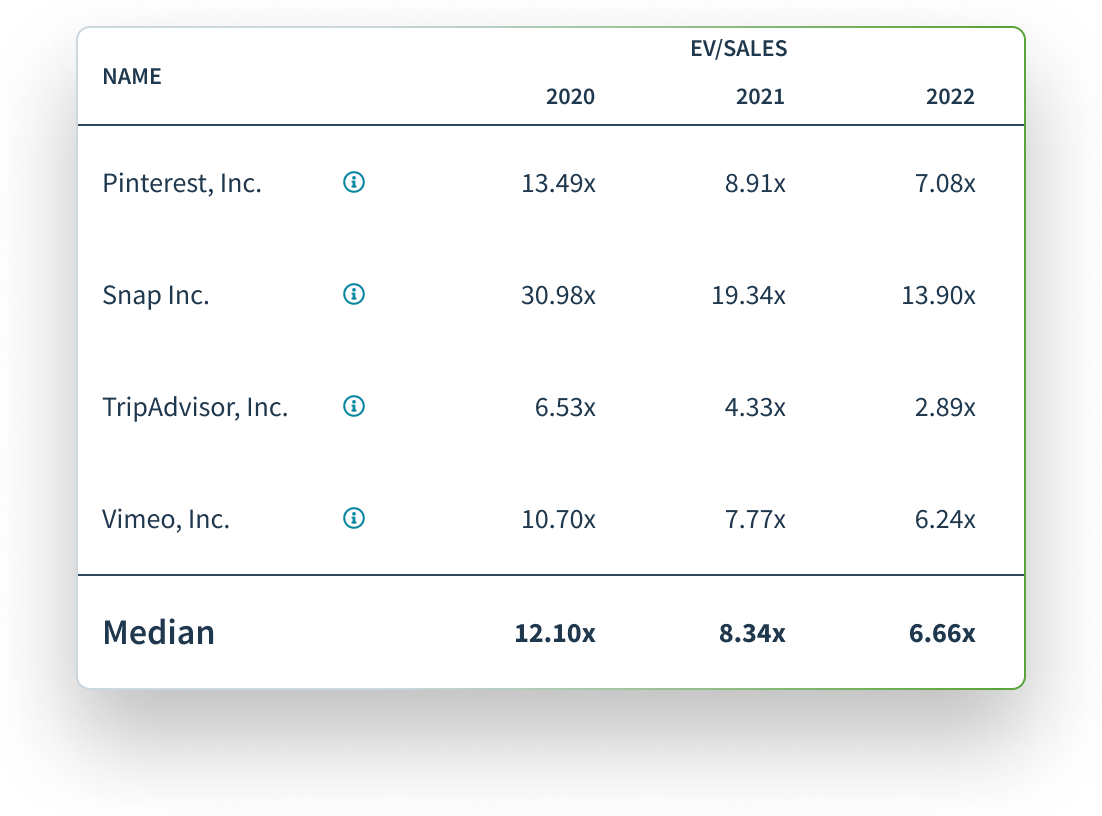 NAME
EV/SALES
2020 2021 2022
Pinterest, Inc. 13.49x 8.91x 7.08x
Snap Inc. 30.98x 19.34x 13.90x
TripAdvisor, Inc. 6.53x 4.33x 2.89x
Vimeo, Inc. 10.70x 7.77x 6.24x
Median 12.10x 8.34x 6.66x